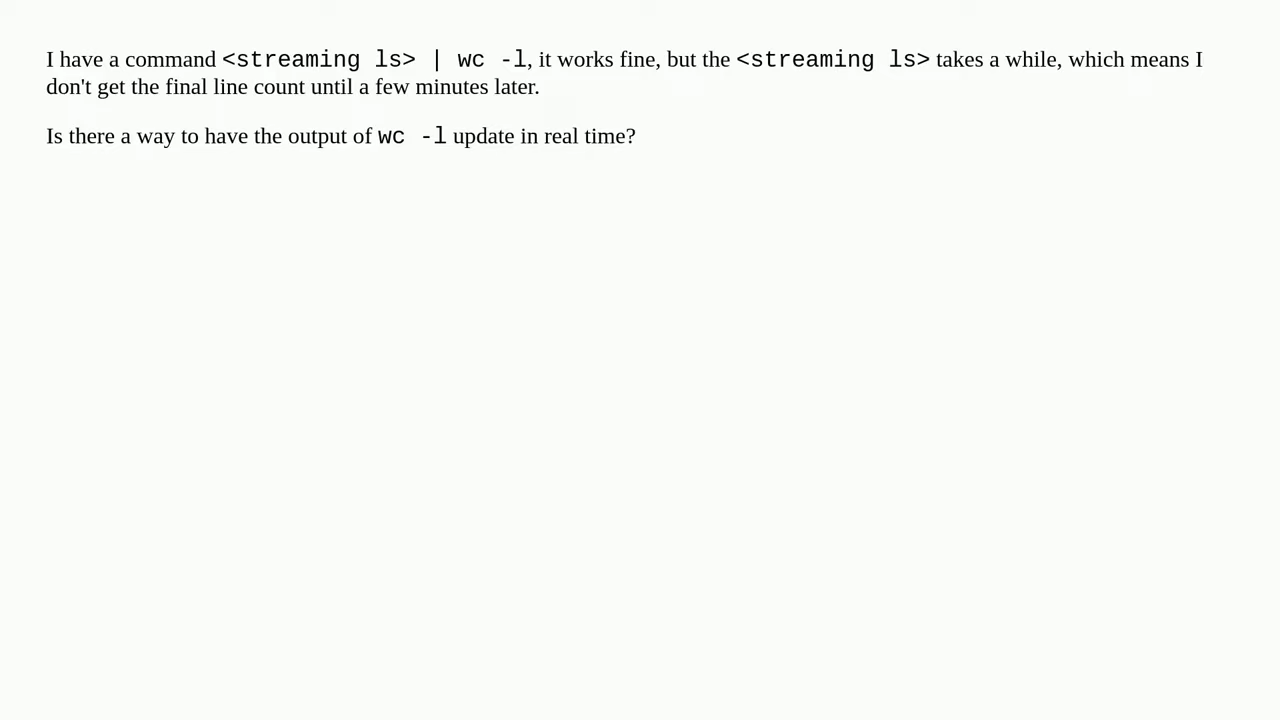 I have a command <streaming ls> | wc -l, it works fine, but the <streaming ls> takes a while, which means I
don't get the final line count until a few minutes later.
Is there a way to have the output of wc -l update in real time?